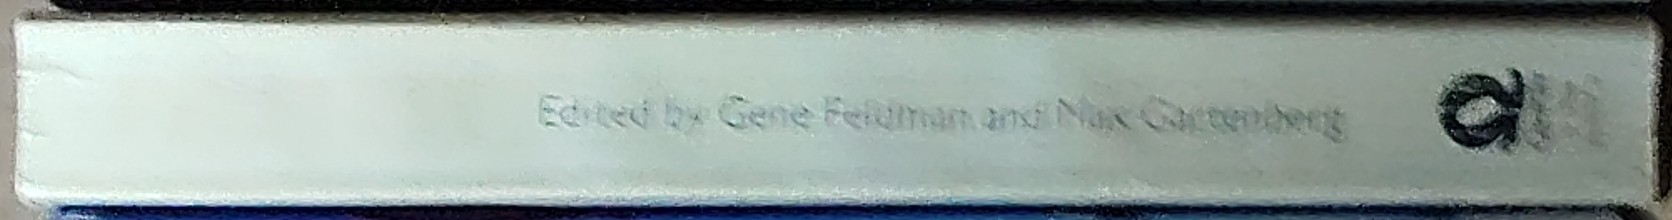 Edited by Gene Feldman and Max Gartenberg